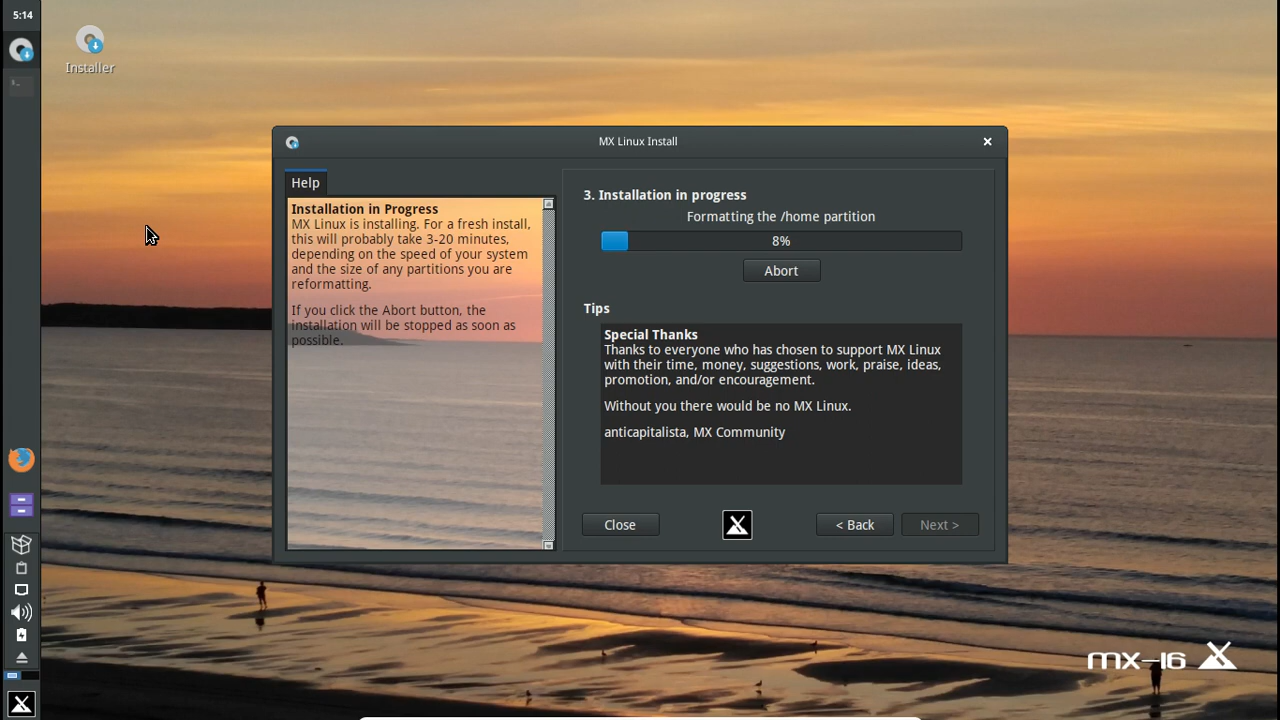 5:14
Installer
MX Linux Install
Help
Installation in Progress
MX Linux is installing. For a fresh install,
this will probably take 3-20 minutes,
depending on the speed of your system
and the size of any partitions you are
reformatting.
If you click the Abort button, the
installation will be stopped as soon as
possible.
3. Installation in progress
Formatting the /home partition
8%
Abort
Tips
Special Thanks
Thanks to everyone who has chosen to support MX Linux
with their time, money, suggestions, work, praise, ideas,
promotion, and/or encouragement.
Without you there would be no MX Linux.
anticapitalista, MX Community
Close
< Back
Next >
mx-16